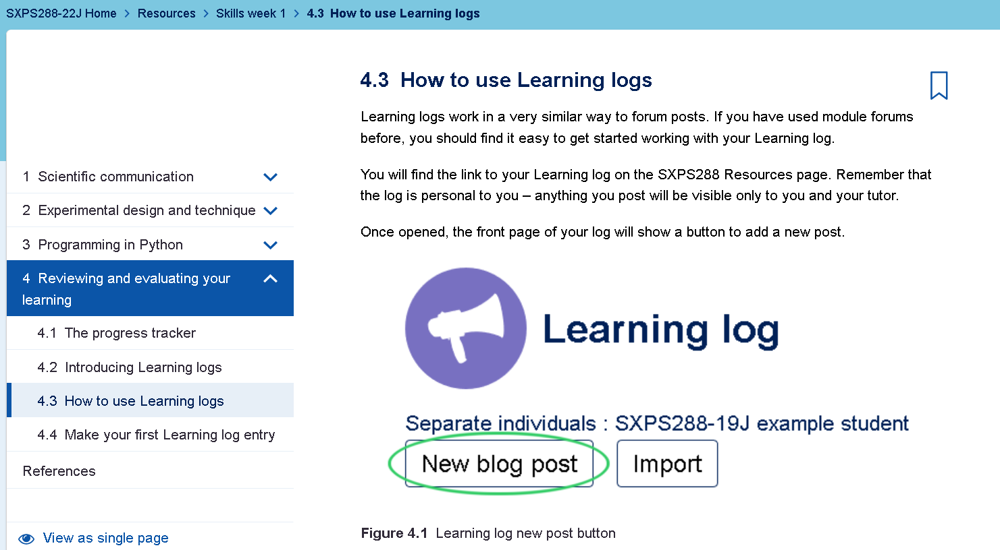 SXPS288-22J Home > Resources > Skills week 1 > 4.3 How to use Learning logs
1 Scientific communication
2 Experimental design and technique
3 Programming in Python
4 Reviewing and evaluating your
learning
4.1 The progress tracker
4.2 Introducing Learning logs
4.3 How to use Learning logs
4.4 Make your first Learning log entry
References
View as single page
4.3 How to use Learning logs
Learning logs work in a very similar way to forum posts. If you have used module forums
before, you should find it easy to get started working with your Learning log.
You will find the link to your Learning log on the SXPS288 Resources page. Remember that
the log is personal to you – anything you post will be visible only to you and your tutor.
Once opened, the front page of your log will show a button to add a new post.
Learning log
Separate individuals : SXPS288-19J example student
New blog post Import
Figure 4.1 Learning log new post button